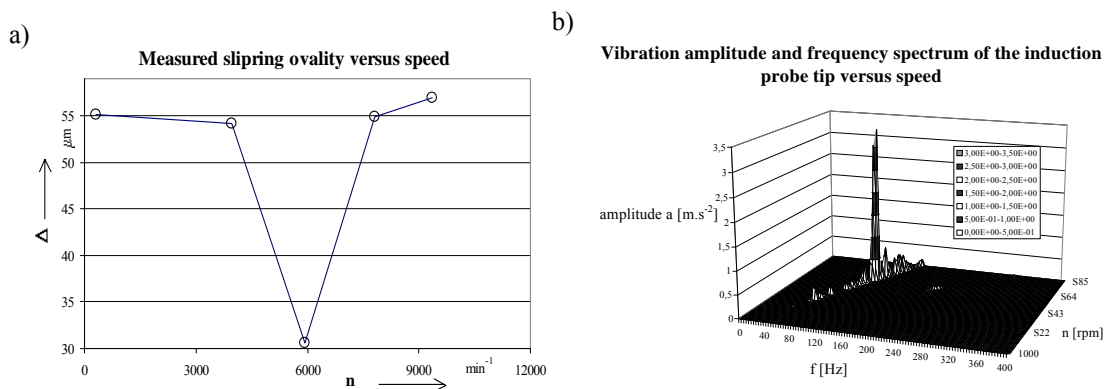 a)
Measured slipring ovality versus speed
μm
Δ
55
50
45
40
35
30
0
3000
6000
9000
12000
n
min-1
b)
Vibration amplitude and frequency spectrum of the induction
probe tip versus speed
amplitude a [m.s-2]
3,5
3
2,5
2
1,5
1
0,5
0
3,00E+00-3,50E+00
2,50E+00-3,00E+00
2,00E+00-2,50E+00
1,50E+00-2,00E+00
1,00E+00-1,50E+00
5,00E-01-1,00E+00
0,00E+00-5,00E-01
0
40
80
120
160
200
240
280
320
360
400
f [Hz]
S85
S64
S43
S22
1000
n [rpm]